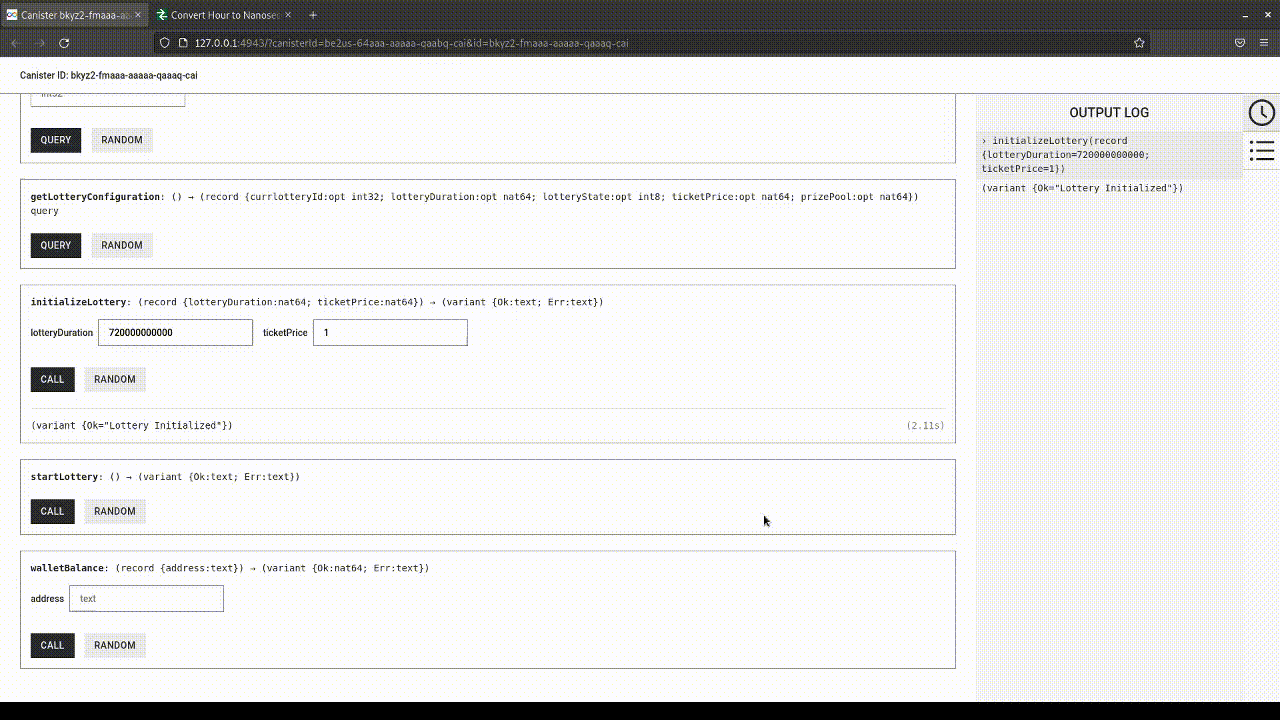 Canister bkyz2-fmaaa-aa
Convert Hour to Nanosec
127.0.0.1:4943/?canisterId=be2us-64aaa-aaaaa-qaabq-cai&id=bkyz2-fmaaa-aaaaa-qaaaq-cai
Canister ID: bkyz2-fmaaa-aaaaa-qaaaq-cai
int32
QUERY RANDOM
getLotteryConfiguration: () → (record {currlotteryId:opt int32; lotteryDuration:opt nat64; lotteryState:opt int8; ticketPrice:opt nat64; prizePool:opt nat64})
query
QUERY RANDOM
initializeLottery: (record {lotteryDuration:nat64; ticketPrice:nat64}) → (variant {Ok:text; Err:text})
lotteryDuration 720000000000 ticketPrice 1
CALL RANDOM
(variant {Ok="Lottery Initialized"}) (2.11s)
startLottery: () → (variant {Ok:text; Err:text})
CALL RANDOM
walletBalance: (record {address:text}) → (variant {Ok:nat64; Err:text})
address text
CALL RANDOM
OUTPUT LOG
› initializeLottery(record
{lotteryDuration=720000000000;
ticketPrice=1})
(variant {Ok="Lottery Initialized"})